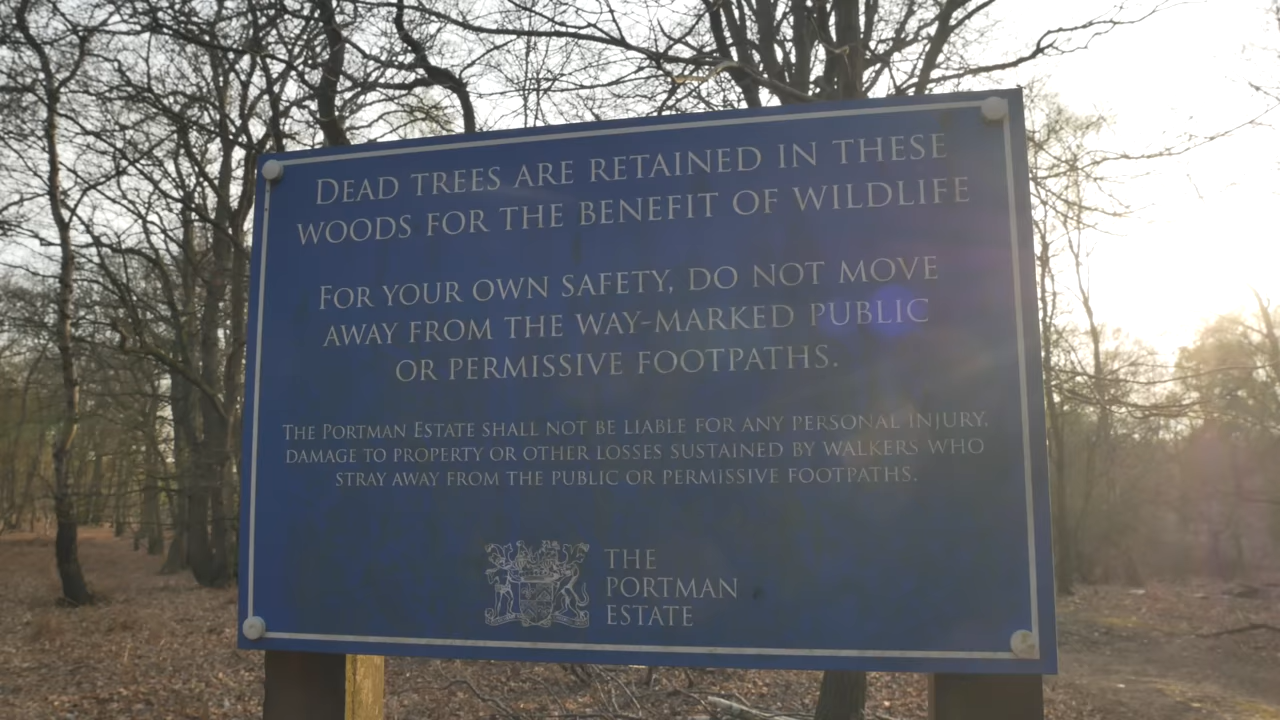 DEAD TREES ARE RETAINED IN THESE
WOODS FOR THE BENEFIT OF WILDLIFE
FOR YOUR OWN SAFETY, DO NOT MOVE
AWAY FROM THE WAY-MARKED PUBLIC
OR PERMISSIVE FOOTPATHS.
THE PORTMAN ESTATE SHALL NOT BE LIABLE FOR ANY PERSONAL INJURY,
DAMAGE TO PROPERTY OR OTHER LOSSES SUSTAINED BY WALKERS WHO
STRAY AWAY FROM THE PUBLIC OR PERMISSIVE FOOTPATHS.
THE
PORTMAN
ESTATE